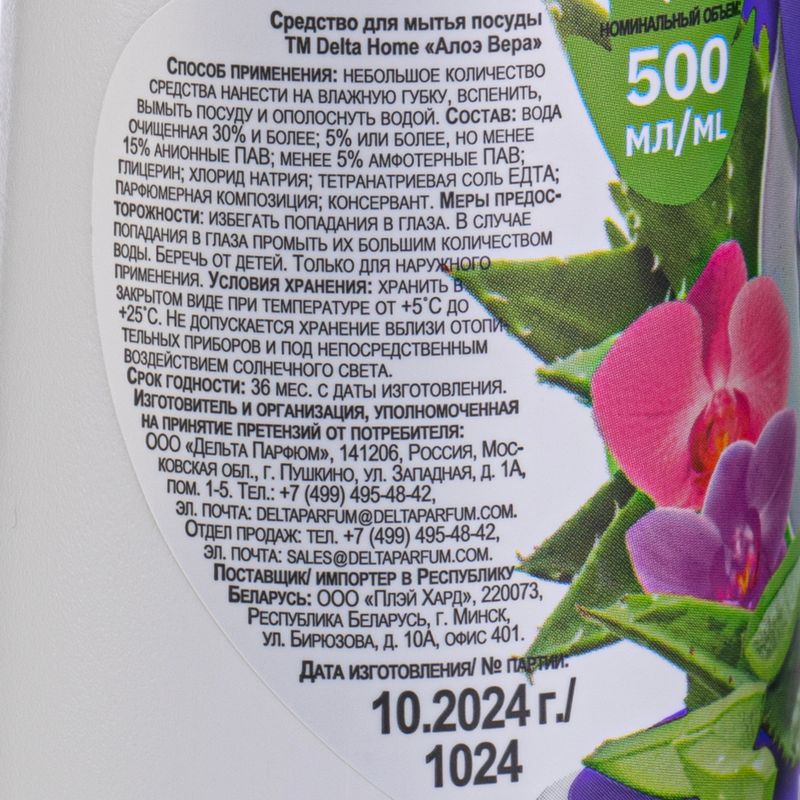 Средство для мытья посуды
ТМ Delta Home «Алоэ Вера»
Способ применения: небольшое количество
средства нанести на влажную губку, вспенить,
вымыть посуду и ополоснуть водой. Состав: вода
очищенная 30% и более; 5% или более, но менее
15% анионные ПАВ; менее 5% амфотерные ПАВ;
глицерин; хлорид натрия; тетранатриевая соль ЕДТА;
парфюмерная композиция; консервант. Меры предос-
торожности: избегать попадания в глаза. В случае
попадания в глаза промыть их большим количеством
воды. Беречь от детей. Только для наружного
применения. Условия хранения: хранить в
закрытом виде при температуре от +5˚С до
+25˚С. Не допускается хранение вблизи отопи-
тельных приборов и под непосредственным
воздействием солнечного света.
Срок годности: 36 мес. с даты изготовления.
Изготовитель и организация, уполномоченная
на принятие претензий от потребителя:
ООО «Дельта Парфюм», 141206, Россия, Мос-
ковская обл., г. Пушкино, ул. Западная, д. 1А,
пом. 1-5. Тел.: +7 (499) 495-48-42,
эл. почта: deltaparfum@deltaparfum.com.
Отдел продаж: тел. +7 (499) 495-48-42,
эл. почта: sales@deltaparfum.com.
Поставщик/ импортер в Республику
Беларусь: ООО «Плэй Хард», 220073,
Республика Беларусь, г. Минск,
ул. Бирюзова, д. 10А, офис 401.
Дата изготовления/ № партии:
10.2024 г./
1024
номинальный объем
500
мл/ml